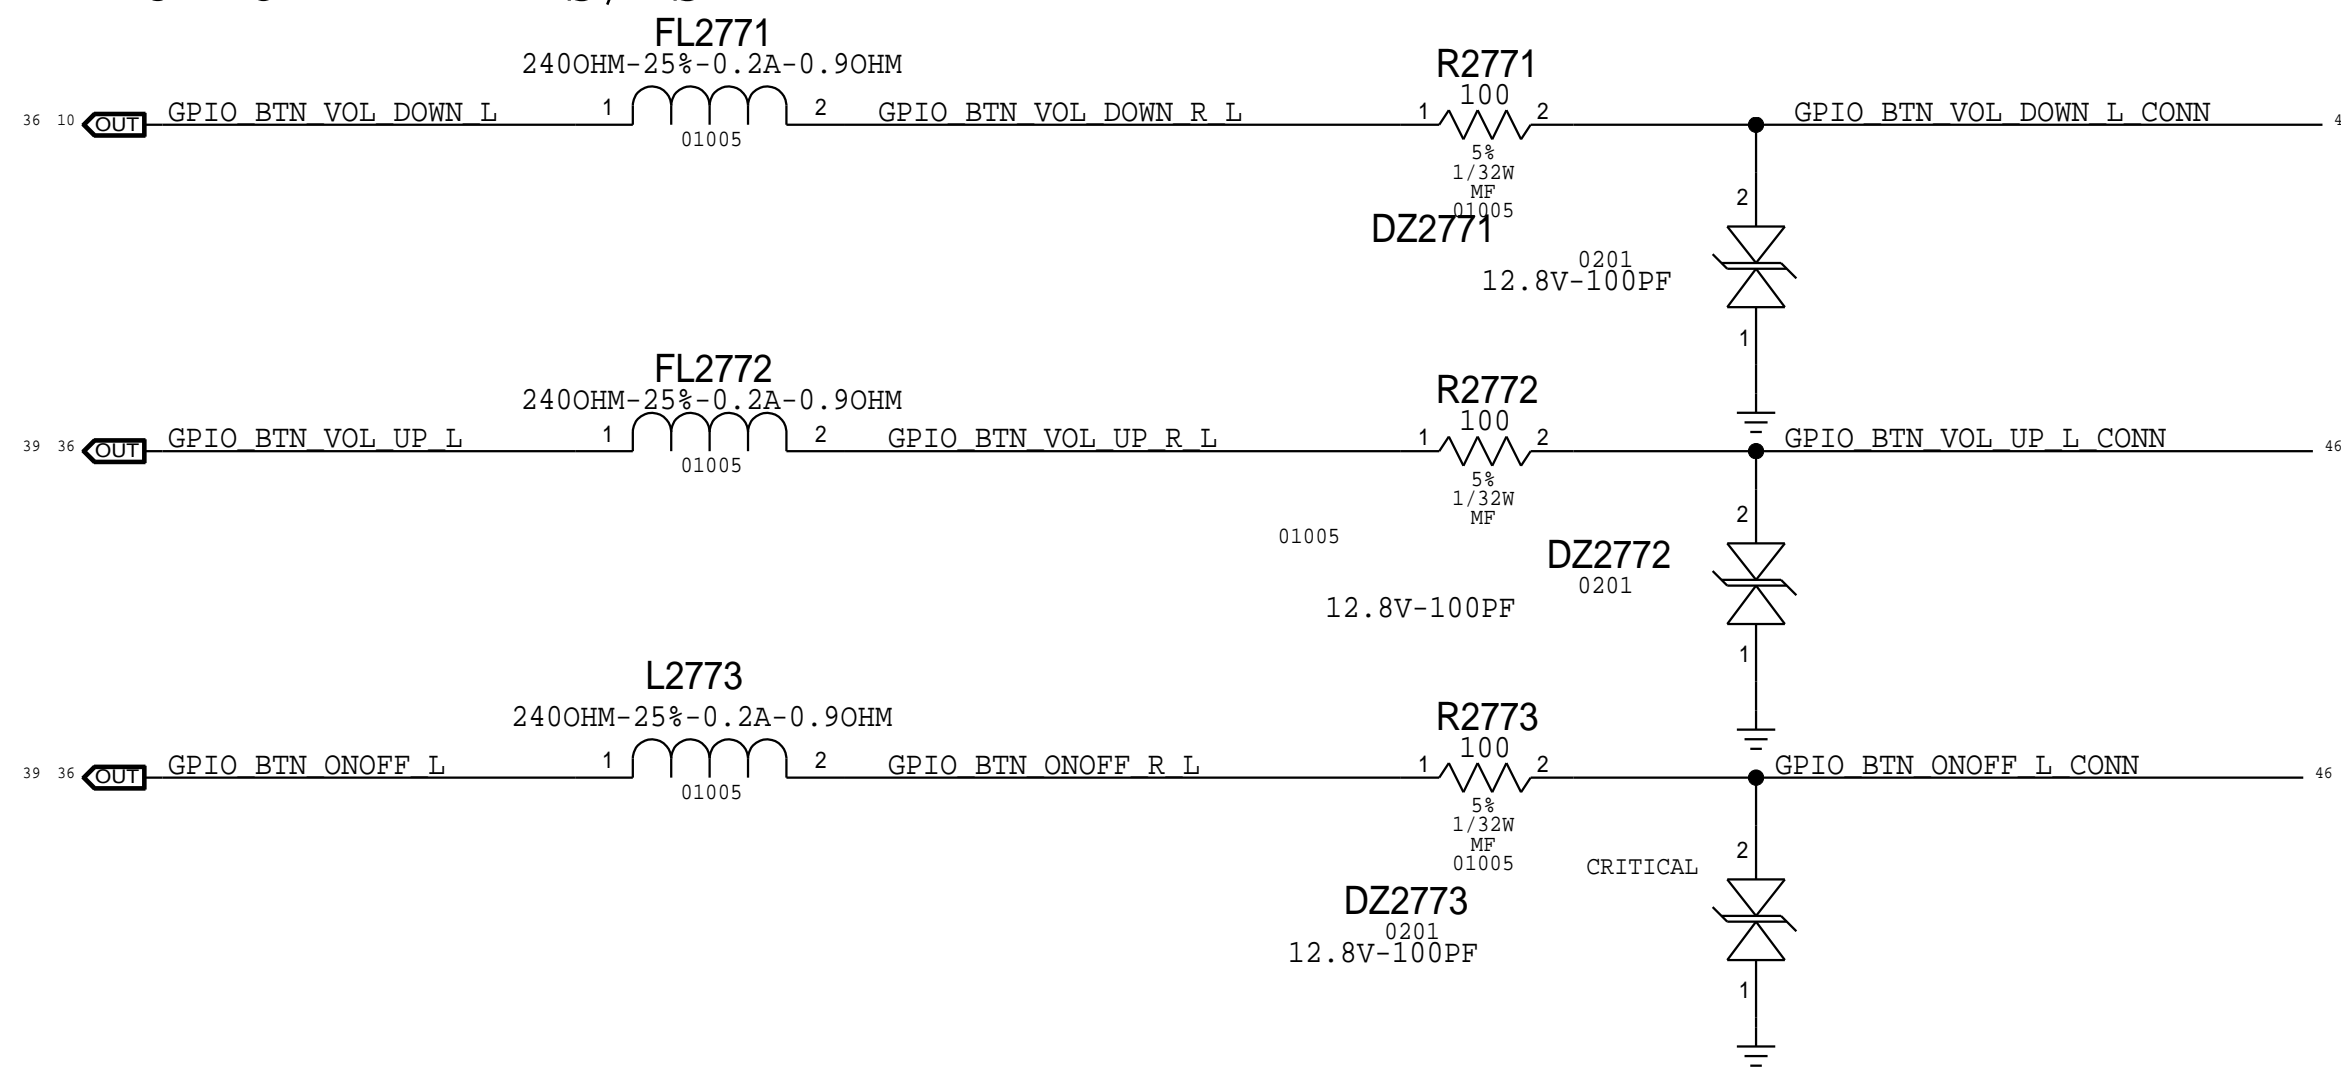 FL2771
240OHM-25%-0.2A-0.9OHM
R2771
100
36 10 OUT GPIO_BTN_VOL_DOWN_L 1 2 GPIO_BTN_VOL_DOWN_R_L 1 2 GPIO_BTN_VOL_DOWN_L_CONN 4
01005
5%
1/32W
MF
01005
2
DZ2771
0201
12.8V-100PF
1
FL2772
240OHM-25%-0.2A-0.9OHM
R2772
100
39 36 OUT GPIO_BTN_VOL_UP_L 1 2 GPIO_BTN_VOL_UP_R_L 1 2 GPIO_BTN_VOL_UP_L_CONN 46
01005
5%
1/32W
MF
2
01005
DZ2772
0201
12.8V-100PF
1
L2773
240OHM-25%-0.2A-0.9OHM
R2773
100
39 36 OUT GPIO_BTN_ONOFF_L 1 2 GPIO_BTN_ONOFF_R_L 1 2 GPIO_BTN_ONOFF_L_CONN 46
01005
5%
1/32W
MF
01005
CRITICAL 2
DZ2773
0201
12.8V-100PF
1